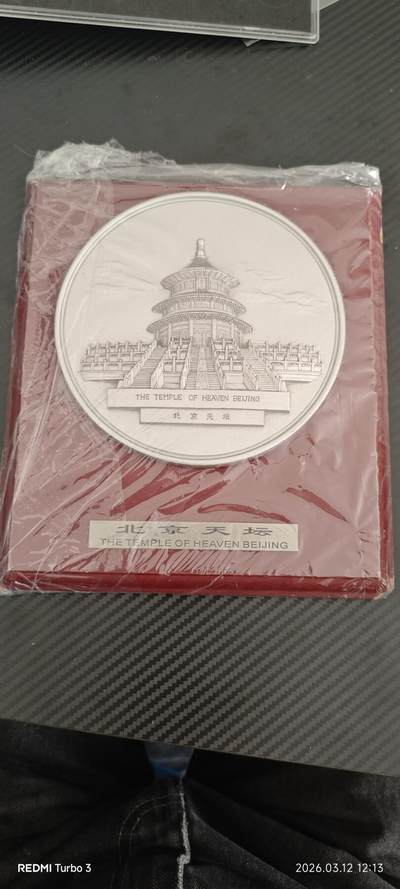 THE TEMPLE OF HEAVEN BEIJING
北京天坛
北京天坛
THE TEMPLE OF HEAVEN BEIJING
REDMI Turbo 3
2026.03.12 12:13